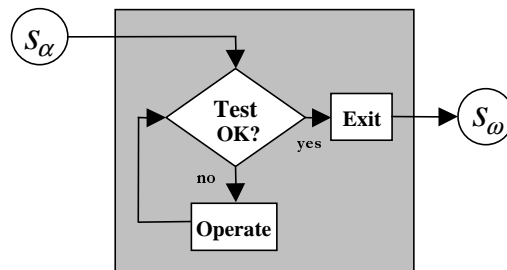 Sα
Test
OK?
yes
Exit
Sω
no
Operate